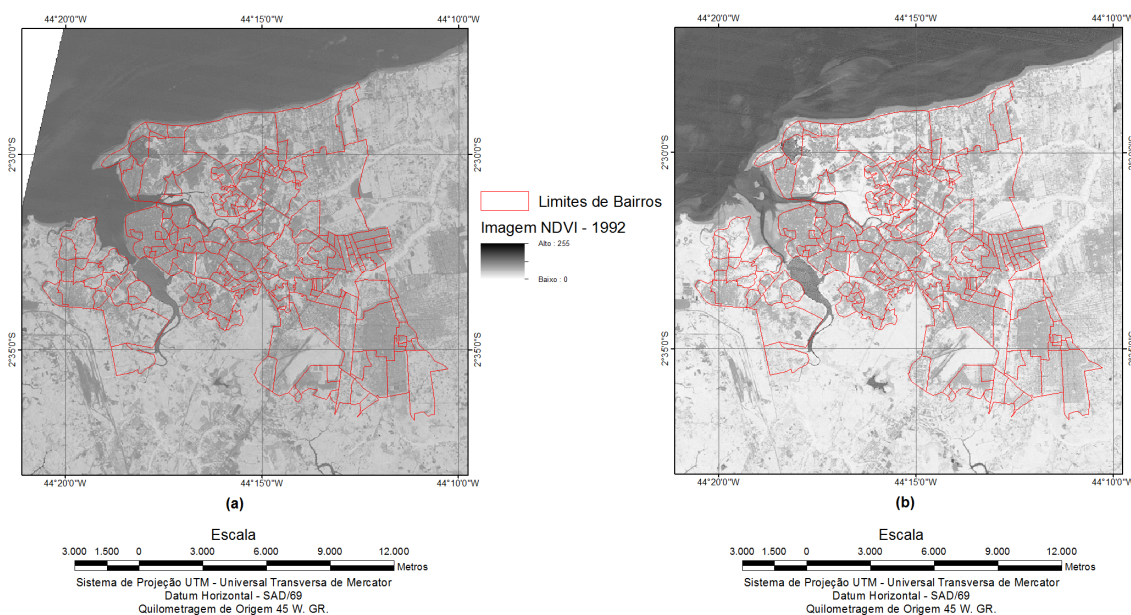 44°20'0"W 44°15'0"W 44°10'0"W
2°30'0"S 2°30'0"S
2°35'0"S 2°35'0"S
44°20'0"W 44°15'0"W 44°10'0"W
(a)
Escala
3.000 1.500 0 3.000 6.000 9.000 12.000
Metros
Sistema de Projeção UTM - Universal Transversa de Mercator
Datum Horizontal - SAD/69
Quilometragem de Origem 45 W. GR.
Limites de Bairros
Imagem NDVI - 1992
Alto : 255
Baixo : 0
44°20'0"W 44°15'0"W 44°10'0"W
2°30'0"S 2°30'0"S
2°35'0"S 2°35'0"S
44°20'0"W 44°15'0"W 44°10'0"W
(b)
Escala
3.000 1.500 0 3.000 6.000 9.000 12.000
Metros
Sistema de Projeção UTM - Universal Transversa de Mercator
Datum Horizontal - SAD/69
Quilometragem de Origem 45 W. GR.